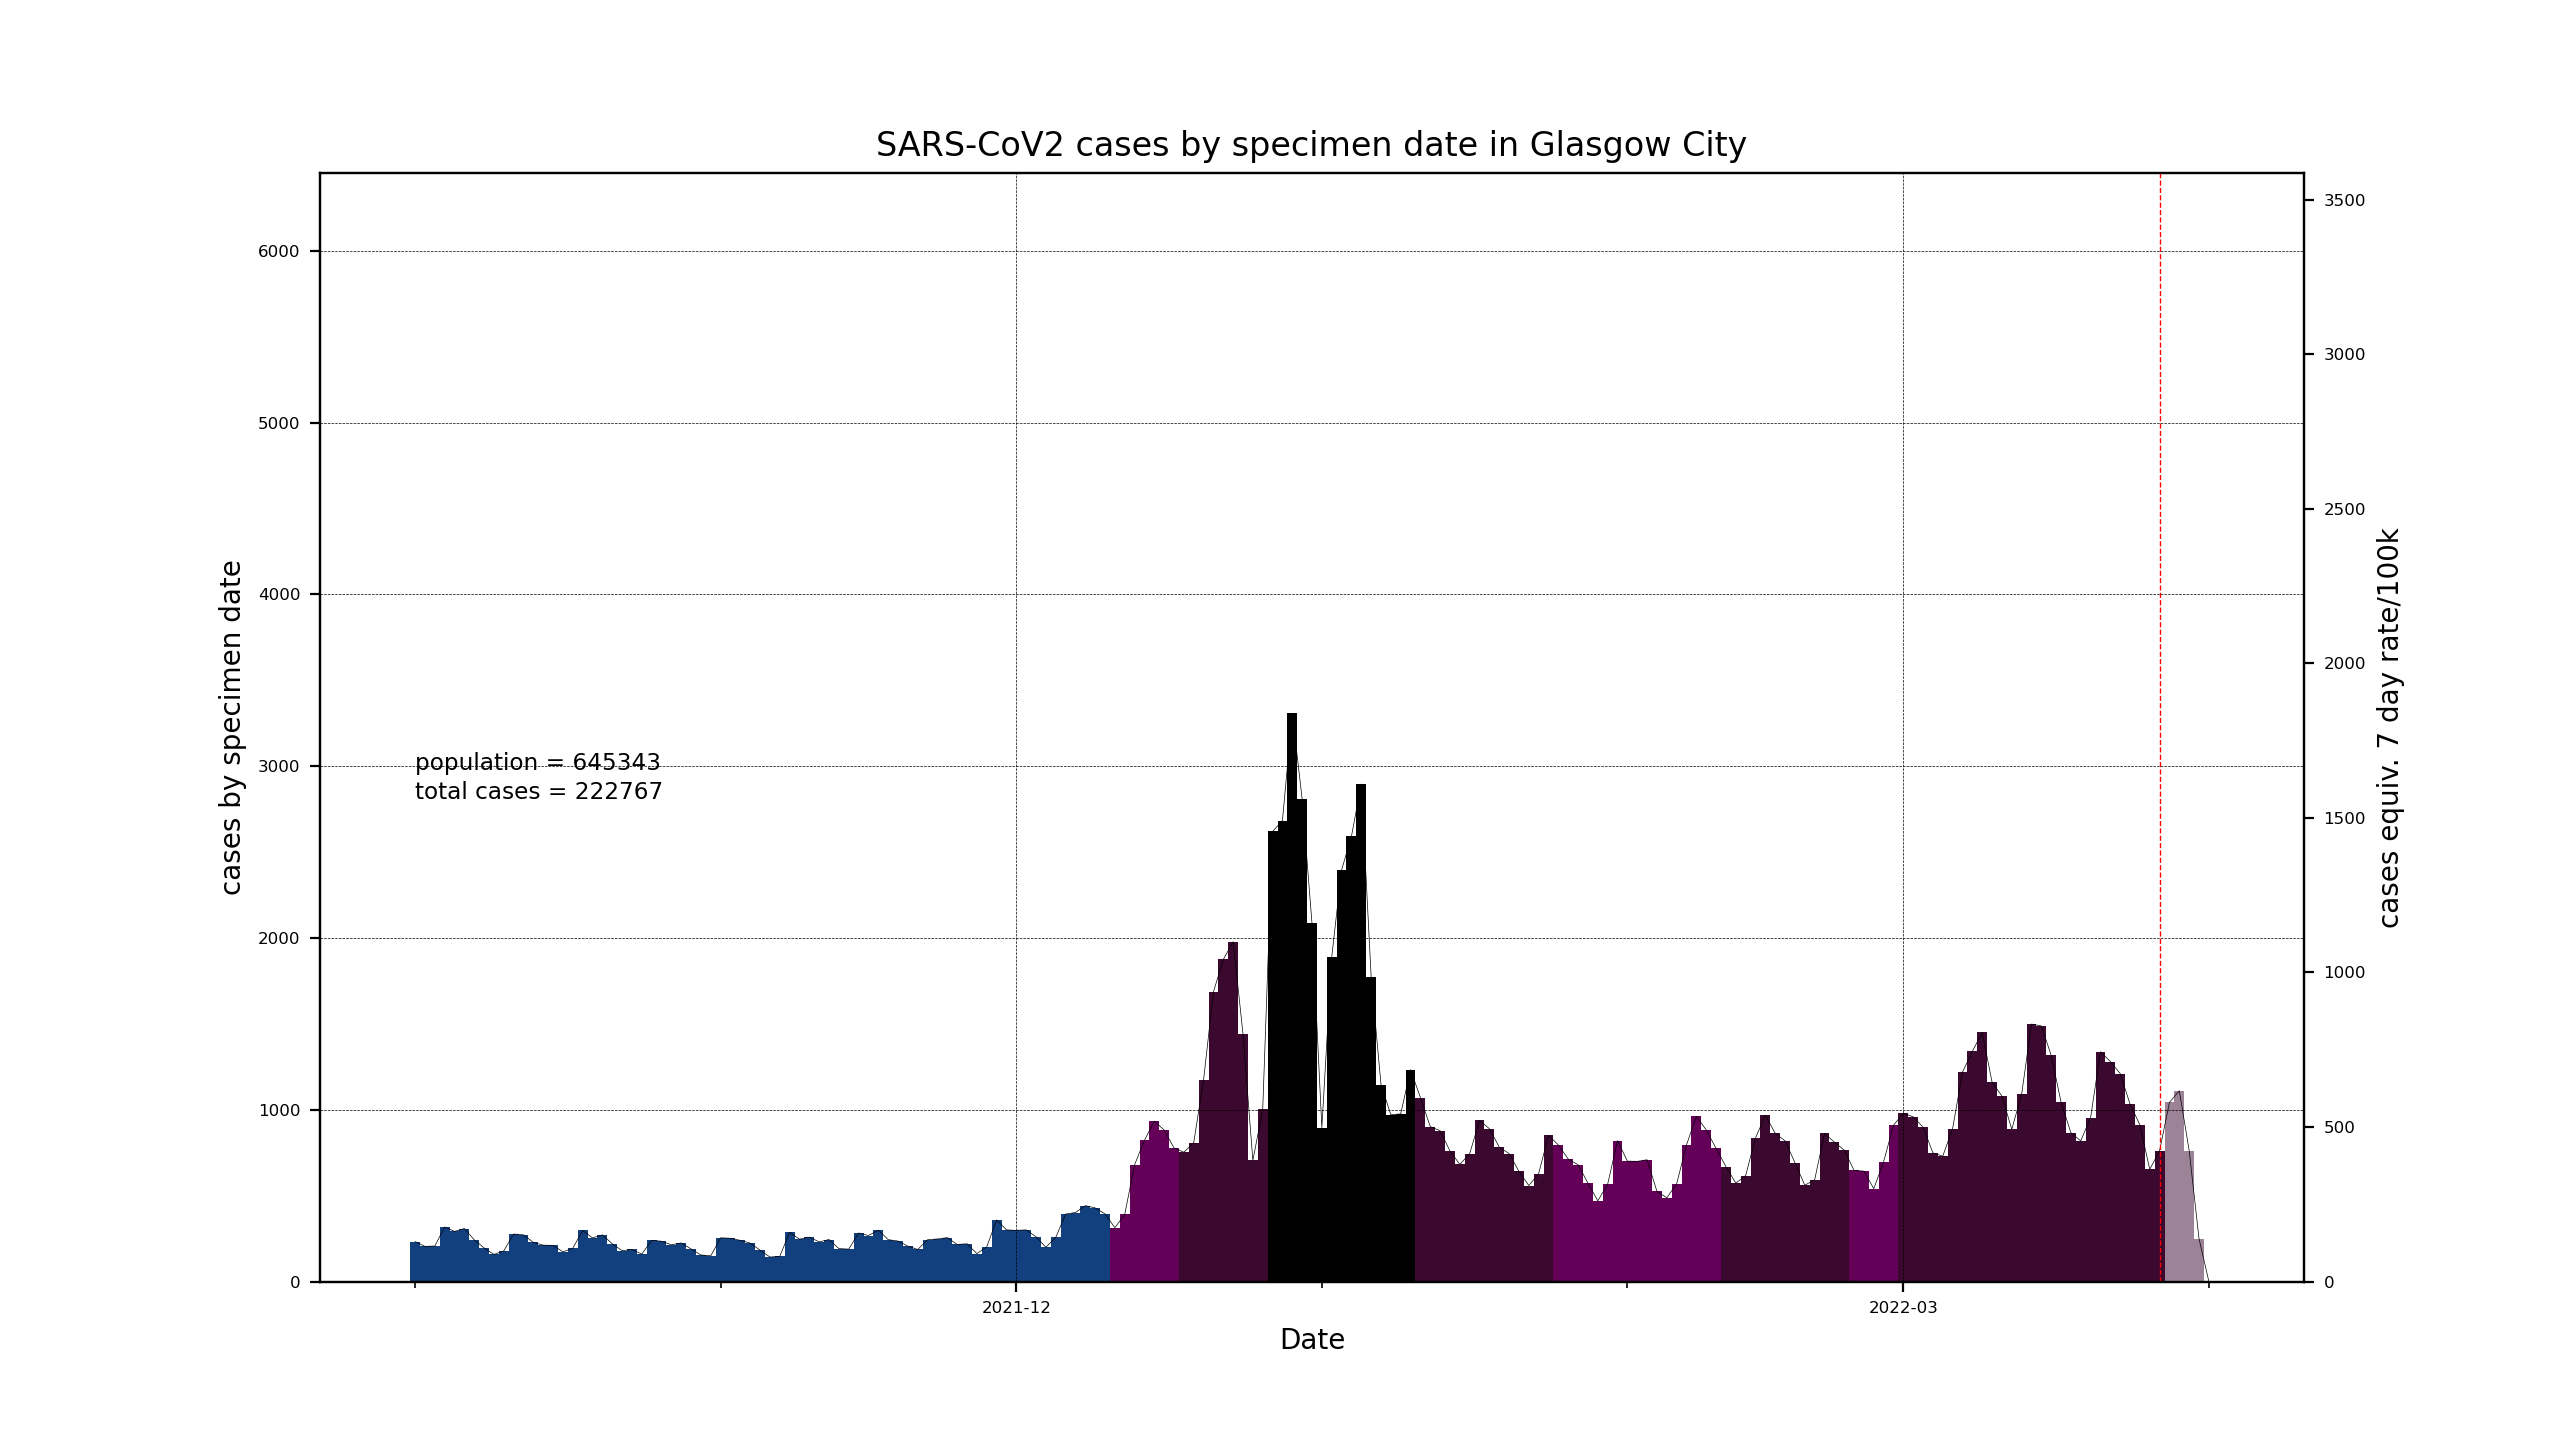 SARS-CoV2 cases by specimen date in Glasgow City
cases by specimen date
6000
5000
4000
3000
2000
1000
0
population = 645343
total cases = 222767
3500
3000
2500
2000
1500
1000
500
0
cases equiv. 7 day rate/100k
2021-12
2022-03
Date